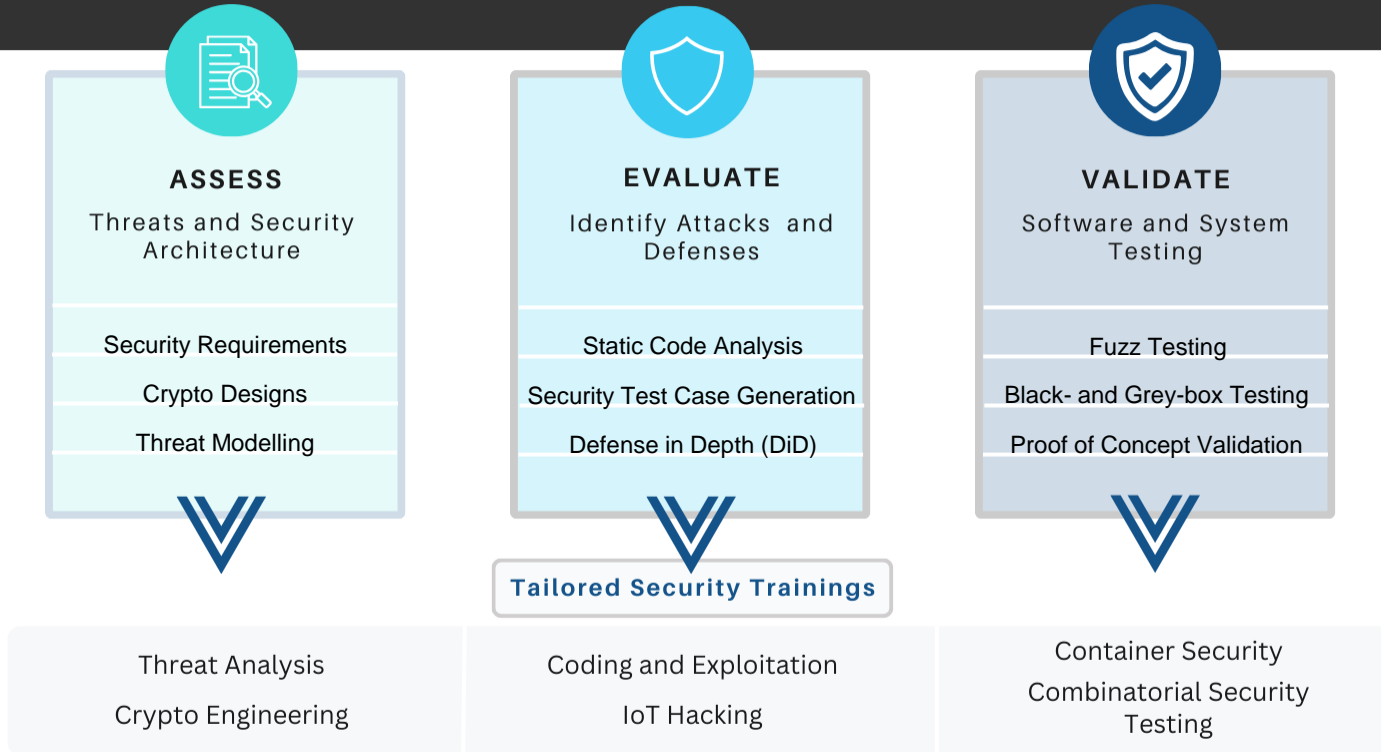 ASSESS
Threats and Security
Architecture
Security Requirements
Crypto Designs
Threat Modelling
EVALUATE
Identify Attacks and
Defenses
Static Code Analysis
Security Test Case Generation
Defense in Depth (DiD)
VALIDATE
Software and System
Testing
Fuzz Testing
Black- and Grey-box Testing
Proof of Concept Validation
Tailored Security Trainings
Threat Analysis
Crypto Engineering
Coding and Exploitation
IoT Hacking
Container Security
Combinatorial Security
Testing